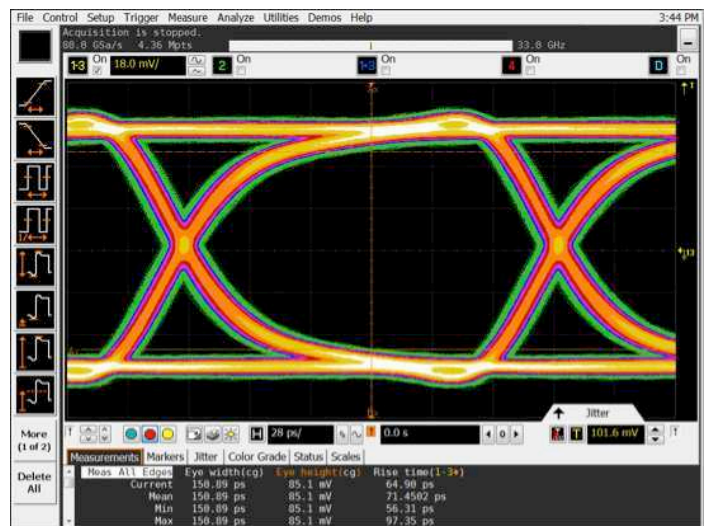 File Control Setup Trigger Measure Analyze Utilities Demos Help 3:44 PM
Acquisition is stopped.
80.0 GSa/s 4.36 Mpts 33.0 GHz
1-3 On 18.0 mV/ 2 On 1-3 On 4 On D On
Jitter
More
(1 of 2)
Delete
All
H 28 ps/ 0.0 s 0 T 101.6 mV
Measurements Markers Jitter Color Grade Status Scales
Meas All Edges Eye width(cg) Eye height(cg) Rise time(1-3+)
Current 150.89 ps 85.1 mV 64.90 ps
Mean 150.89 ps 85.1 mV 71.4502 ps
Min 150.89 ps 85.1 mV 56.31 ps
Max 150.89 ps 85.1 mV 97.35 ps